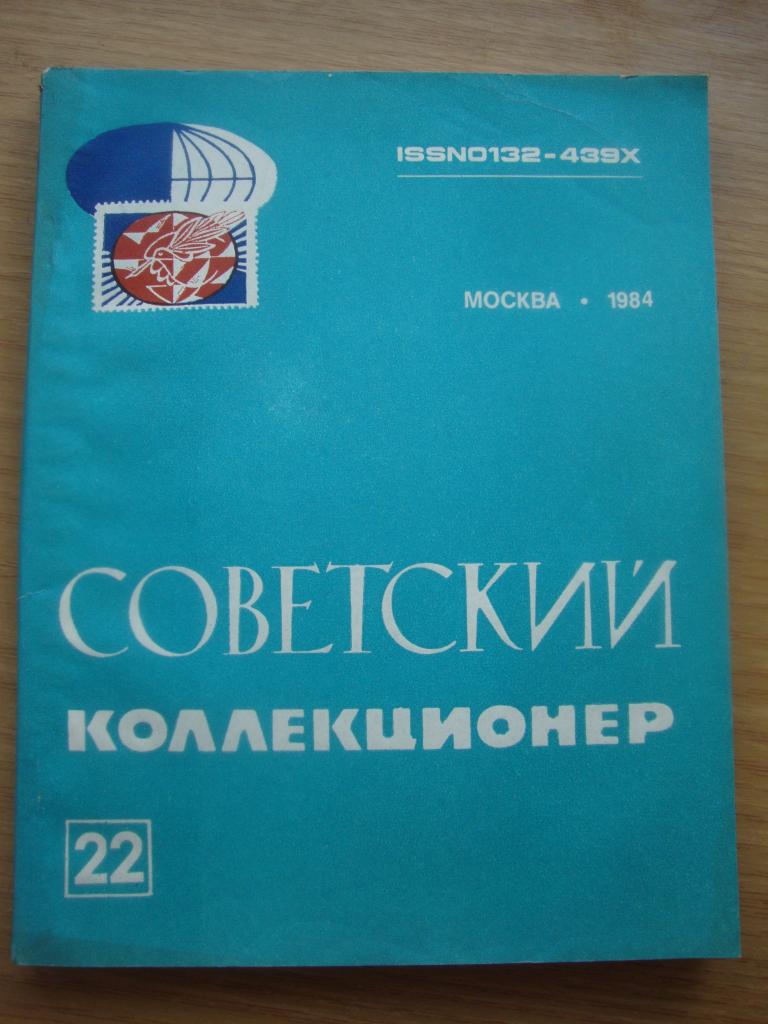 ISSN0132-439X
МОСКВА • 1984
СОВЕТСКИЙ
КОЛЛЕКЦИОНЕР
22